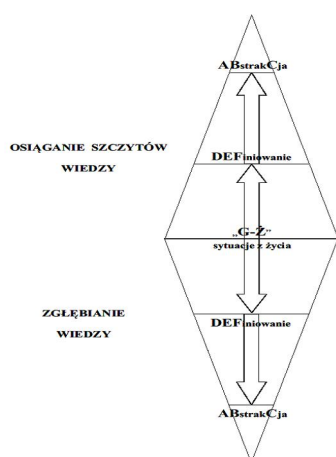 ABstrakCja
OSIĄGANIE SZCZYTÓW
WIEDZY
DEFiniowanie
„G-Ż”
sytuacje z życia
ZGŁĘBIANIE
WIEDZY
DEFiniowanie
ABstrakCja